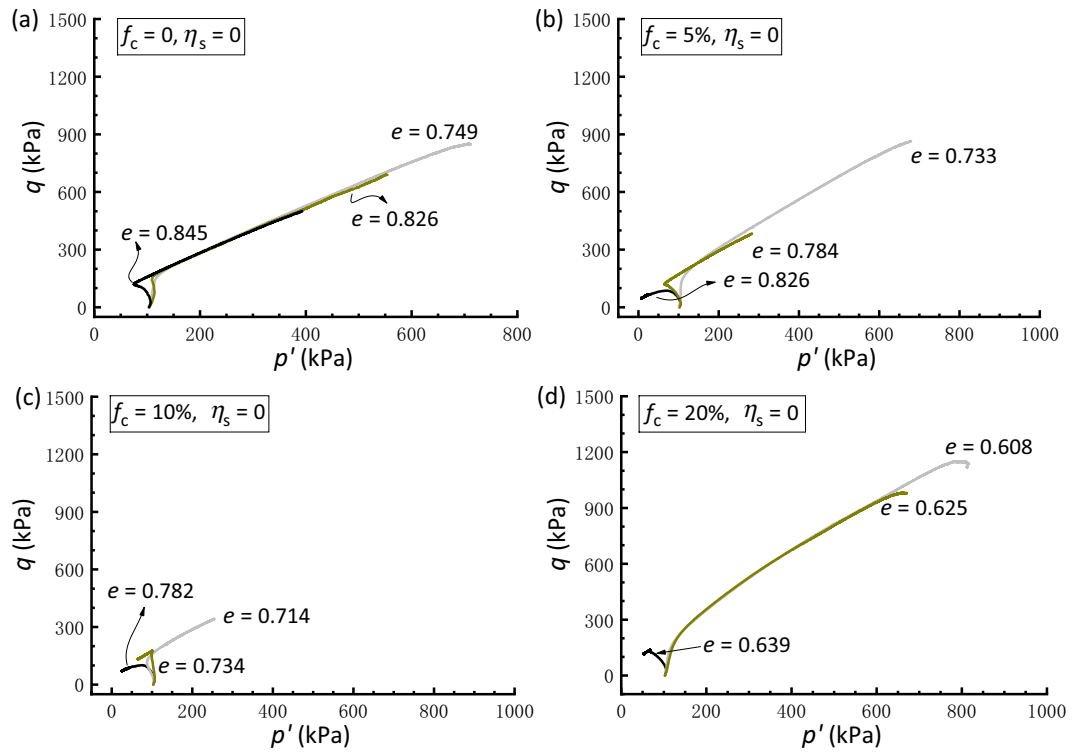 (a)
f_c = 0, η_s = 0
1500
1200
900
600
300
0
q (kPa)
e = 0.749
e = 0.826
e = 0.845
0 200 400 600 800
p' (kPa)
(b)
f_c = 5%, η_s = 0
1500
1200
900
600
300
0
q (kPa)
e = 0.733
e = 0.784
e = 0.826
0 200 400 600 800 1000
p' (kPa)
(c)
f_c = 10%, η_s = 0
1500
1200
900
600
300
0
q (kPa)
e = 0.782
e = 0.714
e = 0.734
0 200 400 600 800 1000
p' (kPa)
(d)
f_c = 20%, η_s = 0
1500
1200
900
600
300
0
q (kPa)
e = 0.608
e = 0.625
e = 0.639
0 200 400 600 800 1000
p' (kPa)